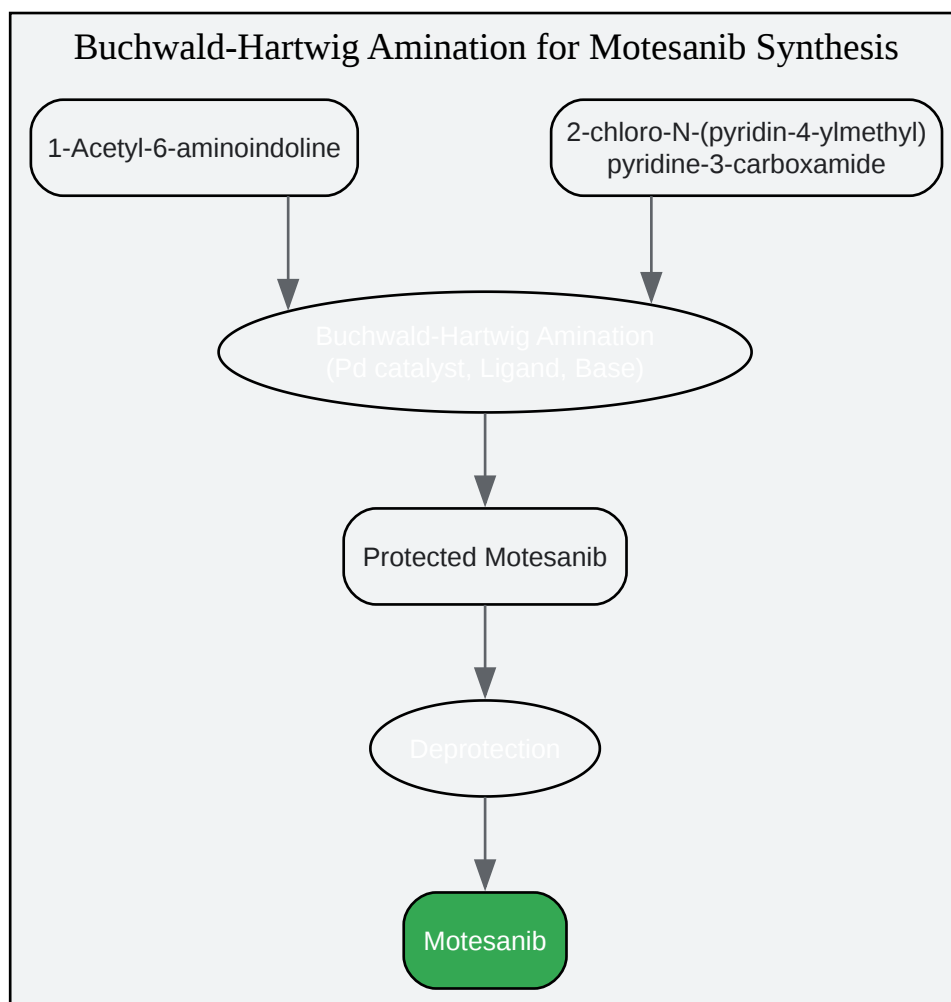 Buchwald-Hartwig Amination for Motesanib Synthesis
1-Acetyl-6-aminoindoline
2-chloro-N-(pyridin-4-ylmethyl)
pyridine-3-carboxamide
Buchwald-Hartwig Amination
(Pd catalyst, Ligand, Base)
Protected Motesanib
Deprotection
Motesanib